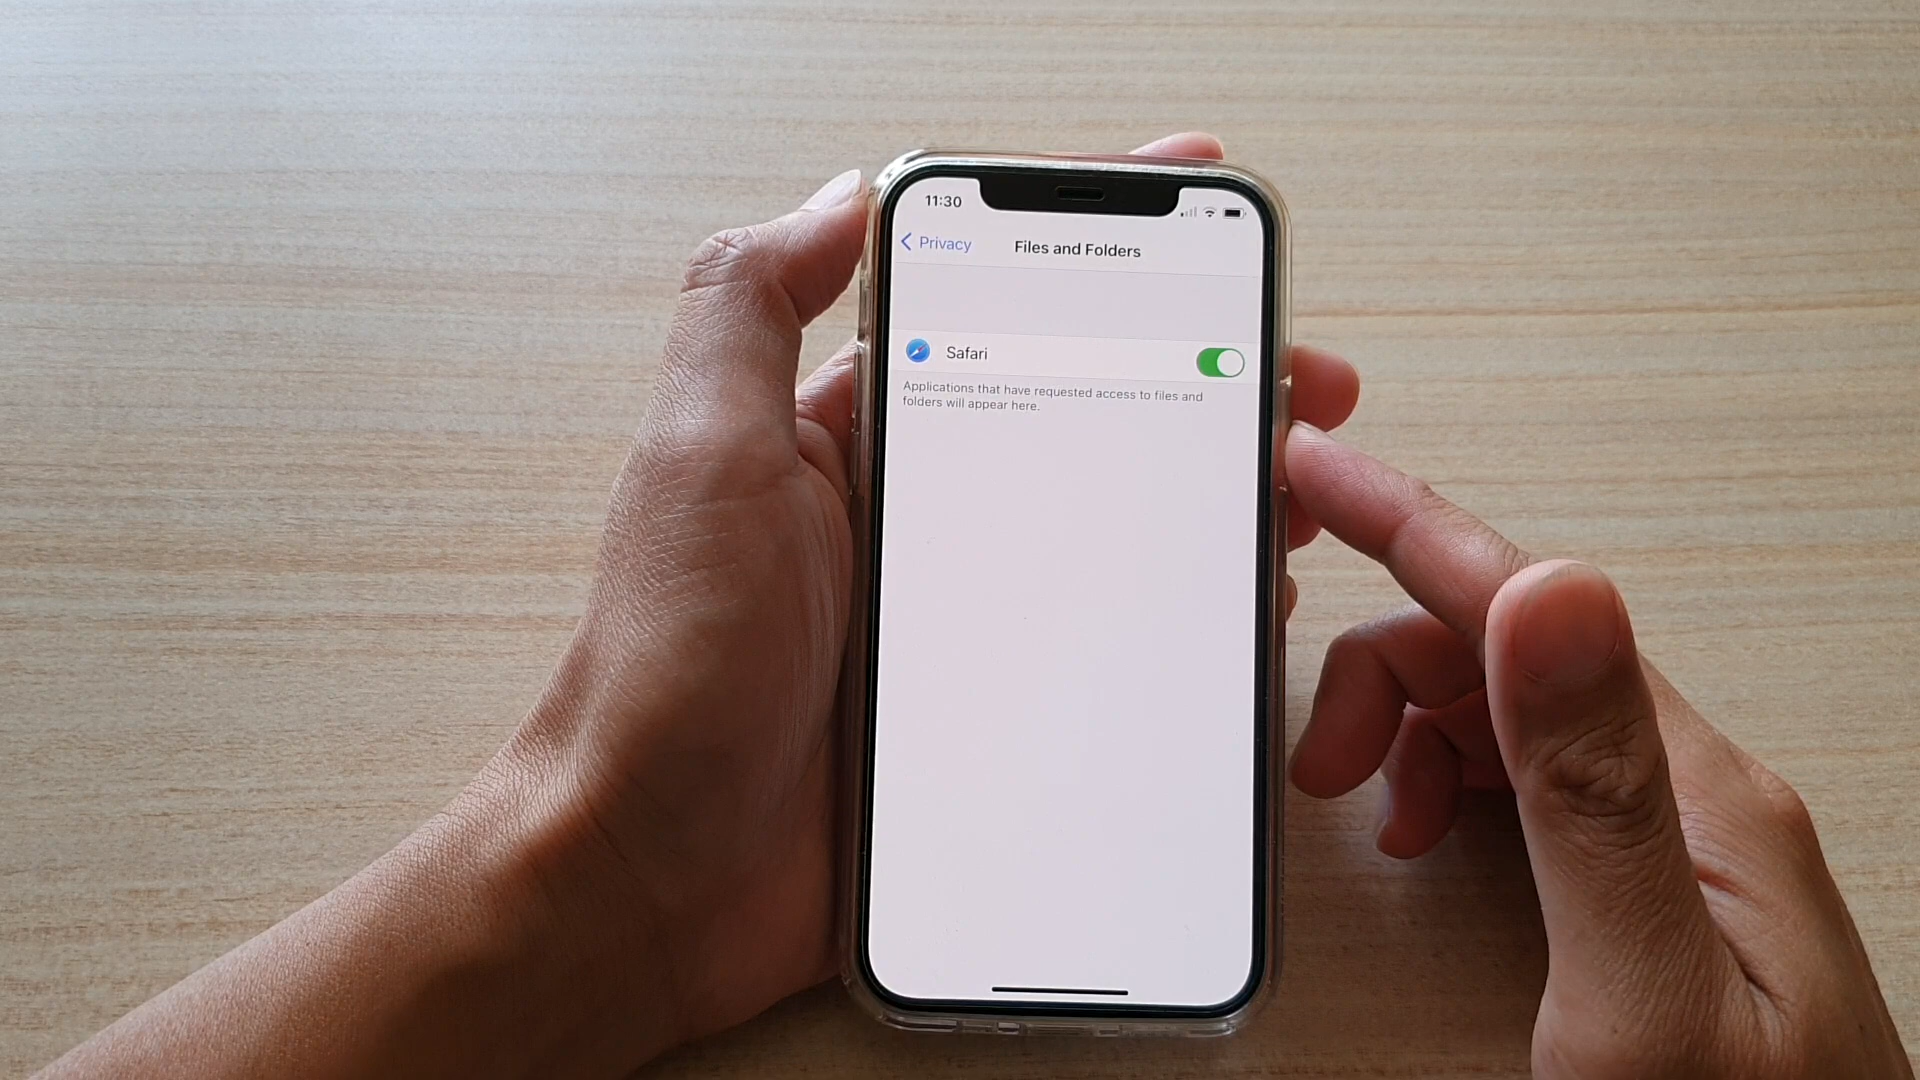 11:30
Privacy
Files and Folders
Safari
Applications that have requested access to files and
folders will appear here.